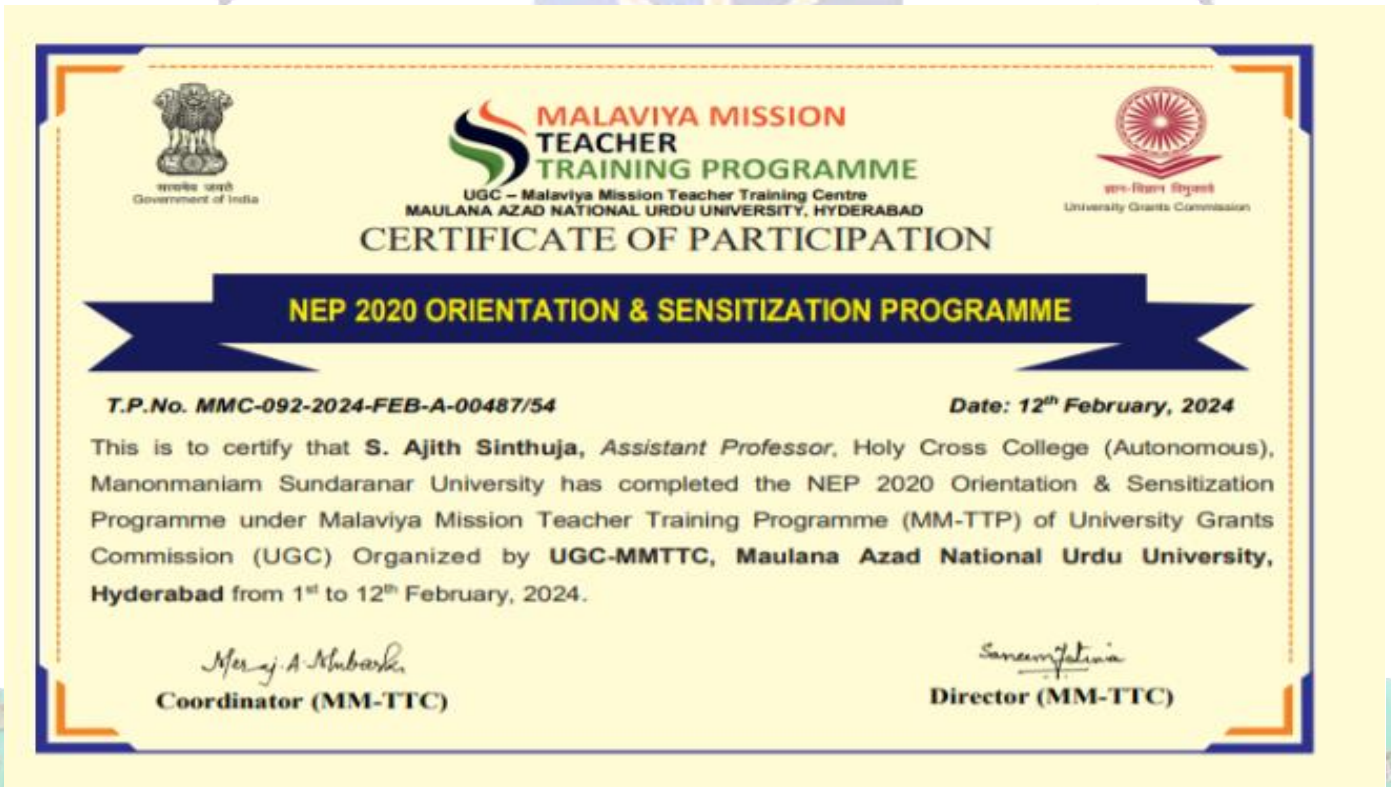 MALAVIYA MISSION
TEACHER
TRAINING PROGRAMME
सत्यमेव जयते
Government of India
UGC – Malaviya Mission Teacher Training Centre
MAULANA AZAD NATIONAL URDU UNIVERSITY, HYDERABAD
ज्ञान-विज्ञान विमुक्तये
University Grants Commission
CERTIFICATE OF PARTICIPATION
NEP 2020 ORIENTATION & SENSITIZATION PROGRAMME
T.P.No. MMC-092-2024-FEB-A-00487/54 Date: 12th February, 2024
This is to certify that S. Ajith Sinthuja, Assistant Professor, Holy Cross College (Autonomous),
Manonmaniam Sundaranar University has completed the NEP 2020 Orientation & Sensitization
Programme under Malaviya Mission Teacher Training Programme (MM-TTP) of University Grants
Commission (UGC) Organized by UGC-MMTTC, Maulana Azad National Urdu University,
Hyderabad from 1st to 12th February, 2024.
Coordinator (MM-TTC) Director (MM-TTC)